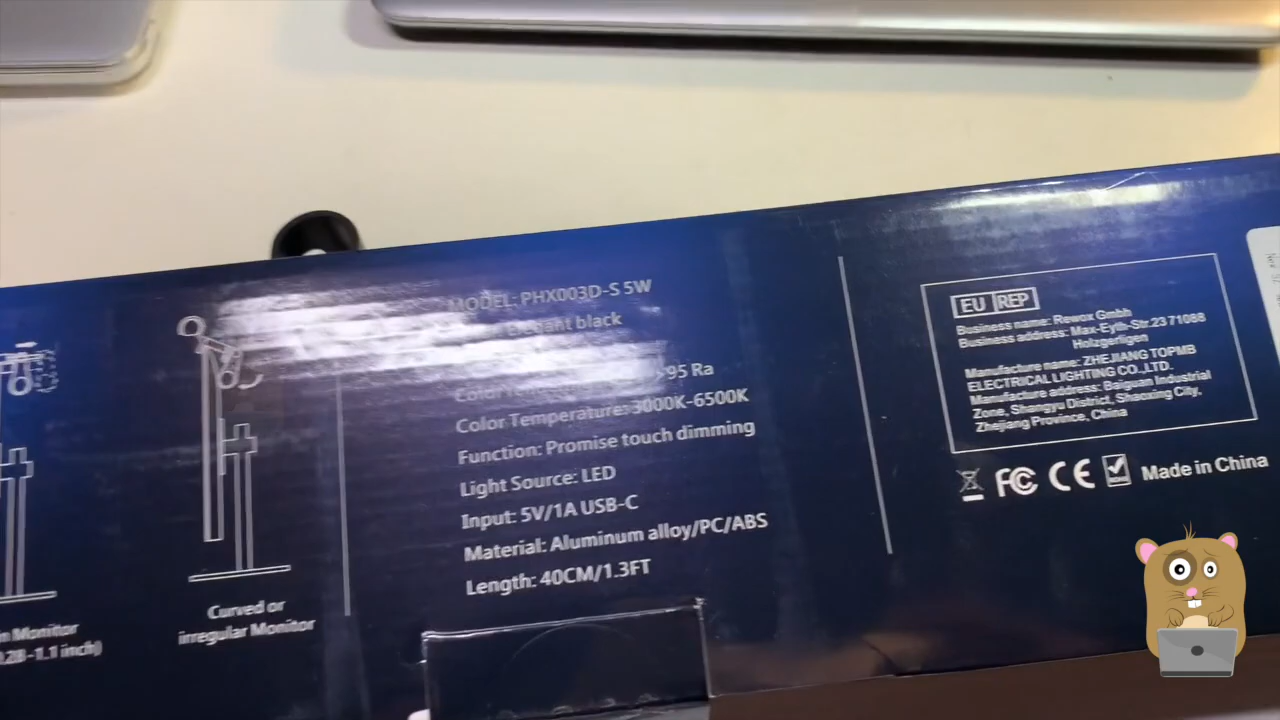 MODEL: PHX003D-S 5W
Elegant black
95 Ra
Color Temperature: 3000K-6500K
Function: Promise touch dimming
Light Source: LED
Input: 5V/1A USB-C
Material: Aluminum alloy/PC/ABS
Length: 40CM/1.3FT
Monitor
0.28-1.1 inch)
Curved or
irregular Monitor
EU REP
Business name: Rewox Gmbh
Business address: Max-Eyth-Str.23 71088
Holzgerligen
Manufacture name: ZHEJIANG TOPMB
ELECTRICAL LIGHTING CO.,LTD.
Manufacture address: Baiguan Industrial
Zone, Shangyu District, Shaoxing City,
Zhejiang Province, China
FC CE Made in China